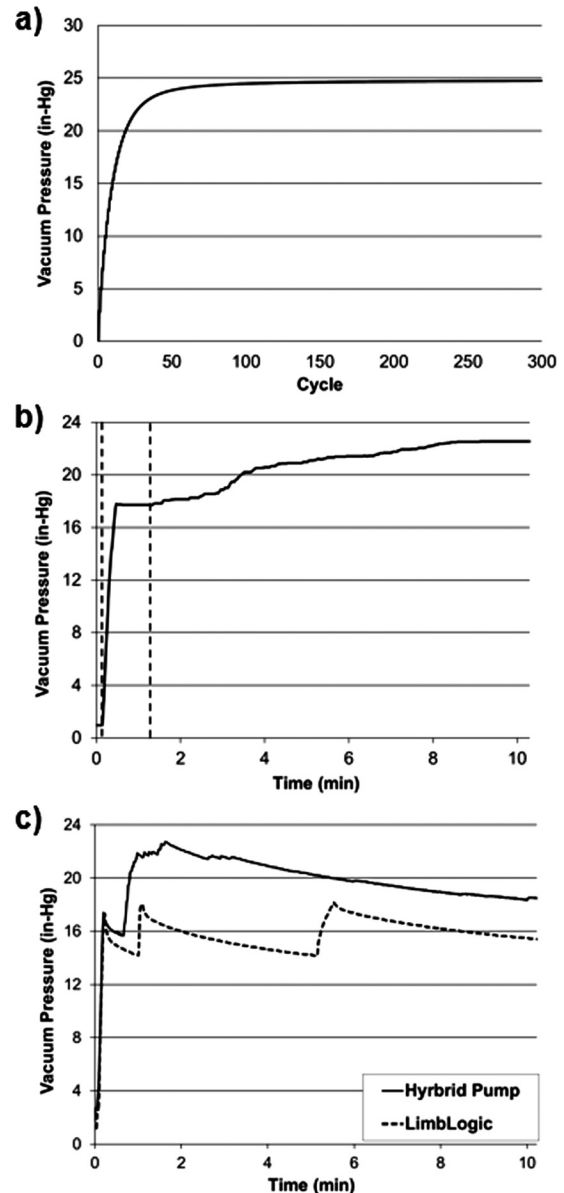 a)
Vacuum Pressure (in-Hg)
30
25
20
15
10
5
0
0 50 100 150 200 250 300
Cycle
b)
Vacuum Pressure (in-Hg)
24
20
16
12
8
4
0
0 2 4 6 8 10
Time (min)
c)
Vacuum Pressure (in-Hg)
24
20
16
12
8
4
0
Hyrbrid Pump
LimbLogic
0 2 4 6 8 10
Time (min)